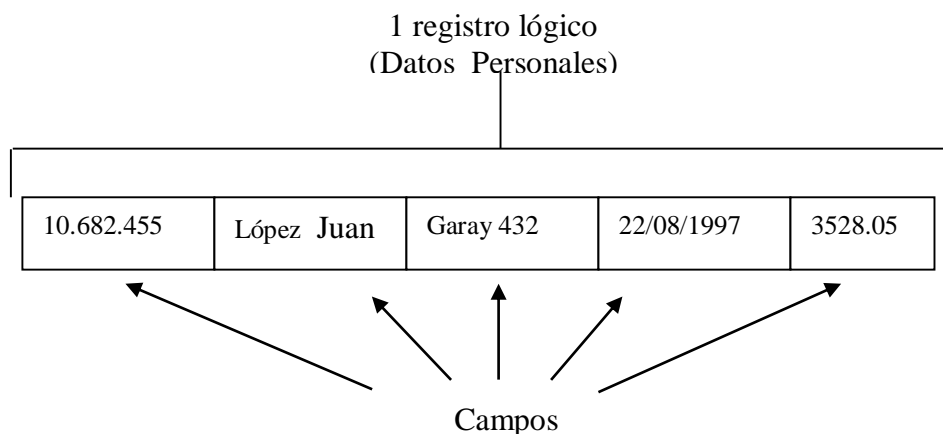 1 registro lógico
(Datos Personales)
10.682.455 López Juan Garay 432 22/08/1997 3528.05
Campos